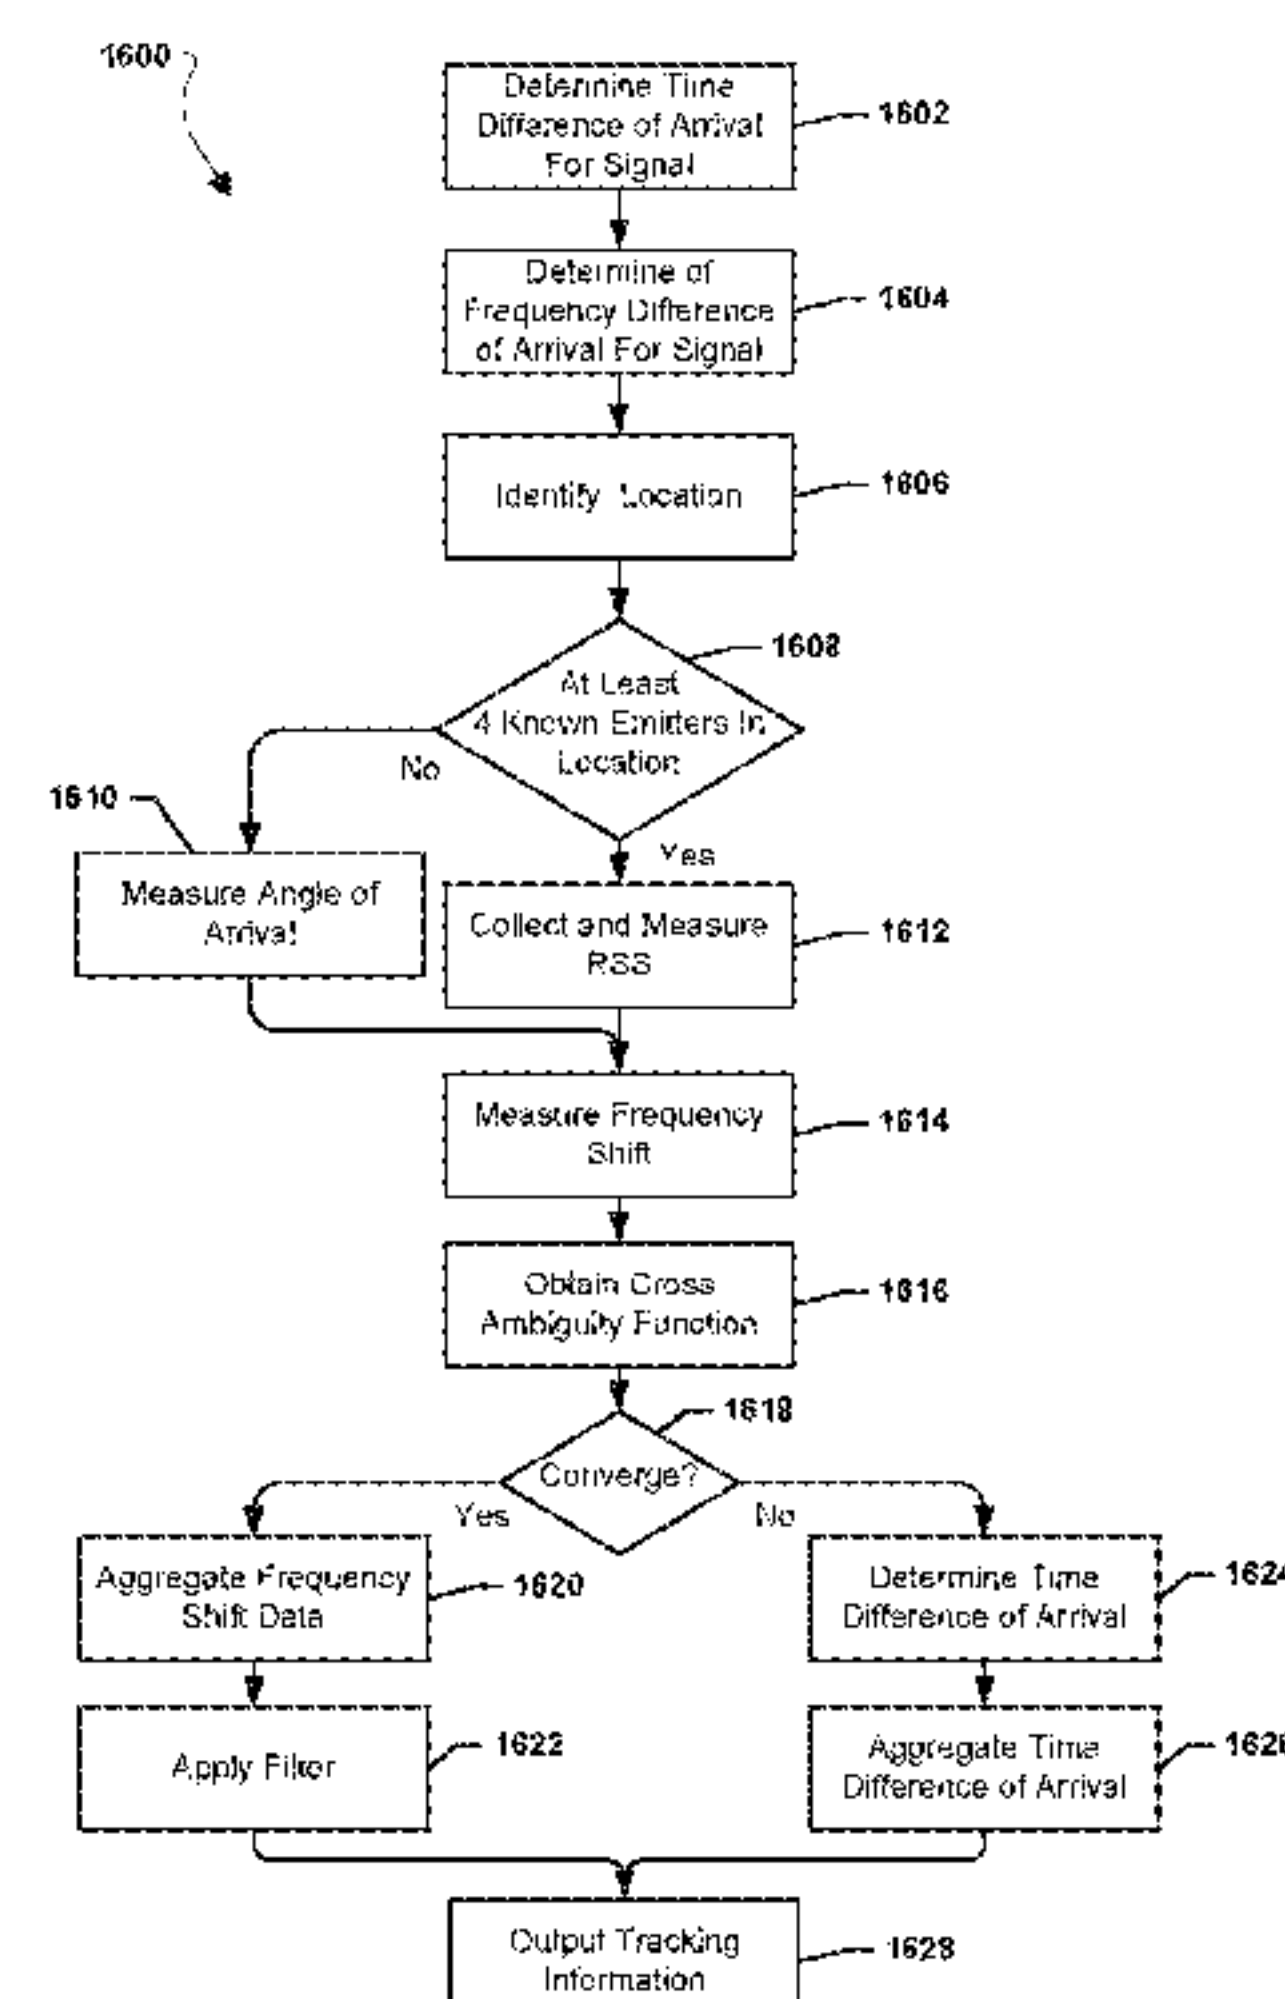 1600
Determine Time
Difference of Arrival
For Signal
1602
Determine of
Frequency Difference
of Arrival For Signal
1604
Identify Location
1606
1608
At Least
4 Known Emitters In
Location
No
Yes
1610
Measure Angle of
Arrival
Collect and Measure
RSS
1612
Measure Frequency
Shift
1614
Obtain Cross
Ambiguity Function
1616
1618
Converge?
Yes
No
Aggregate Frequency
Shift Data
1620
Determine Time
Difference of Arrival
1624
Apply Filter
1622
Aggregate Time
Difference of Arrival
1626
Output Tracking
Information
1628